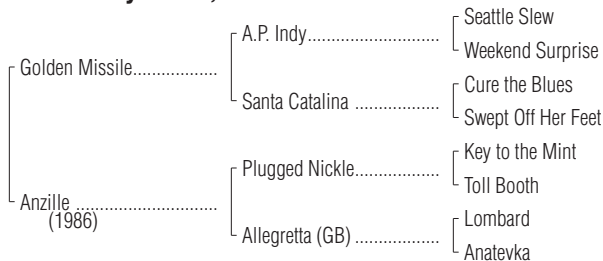 Seattle Slew
A.P. Indy
Weekend Surprise
Golden Missile
Cure the Blues
Santa Catalina
Swept Off Her Feet
Key to the Mint
Plugged Nickle
Toll Booth
Anzille
(1986)
Lombard
Allegretta (GB)
Anatevka